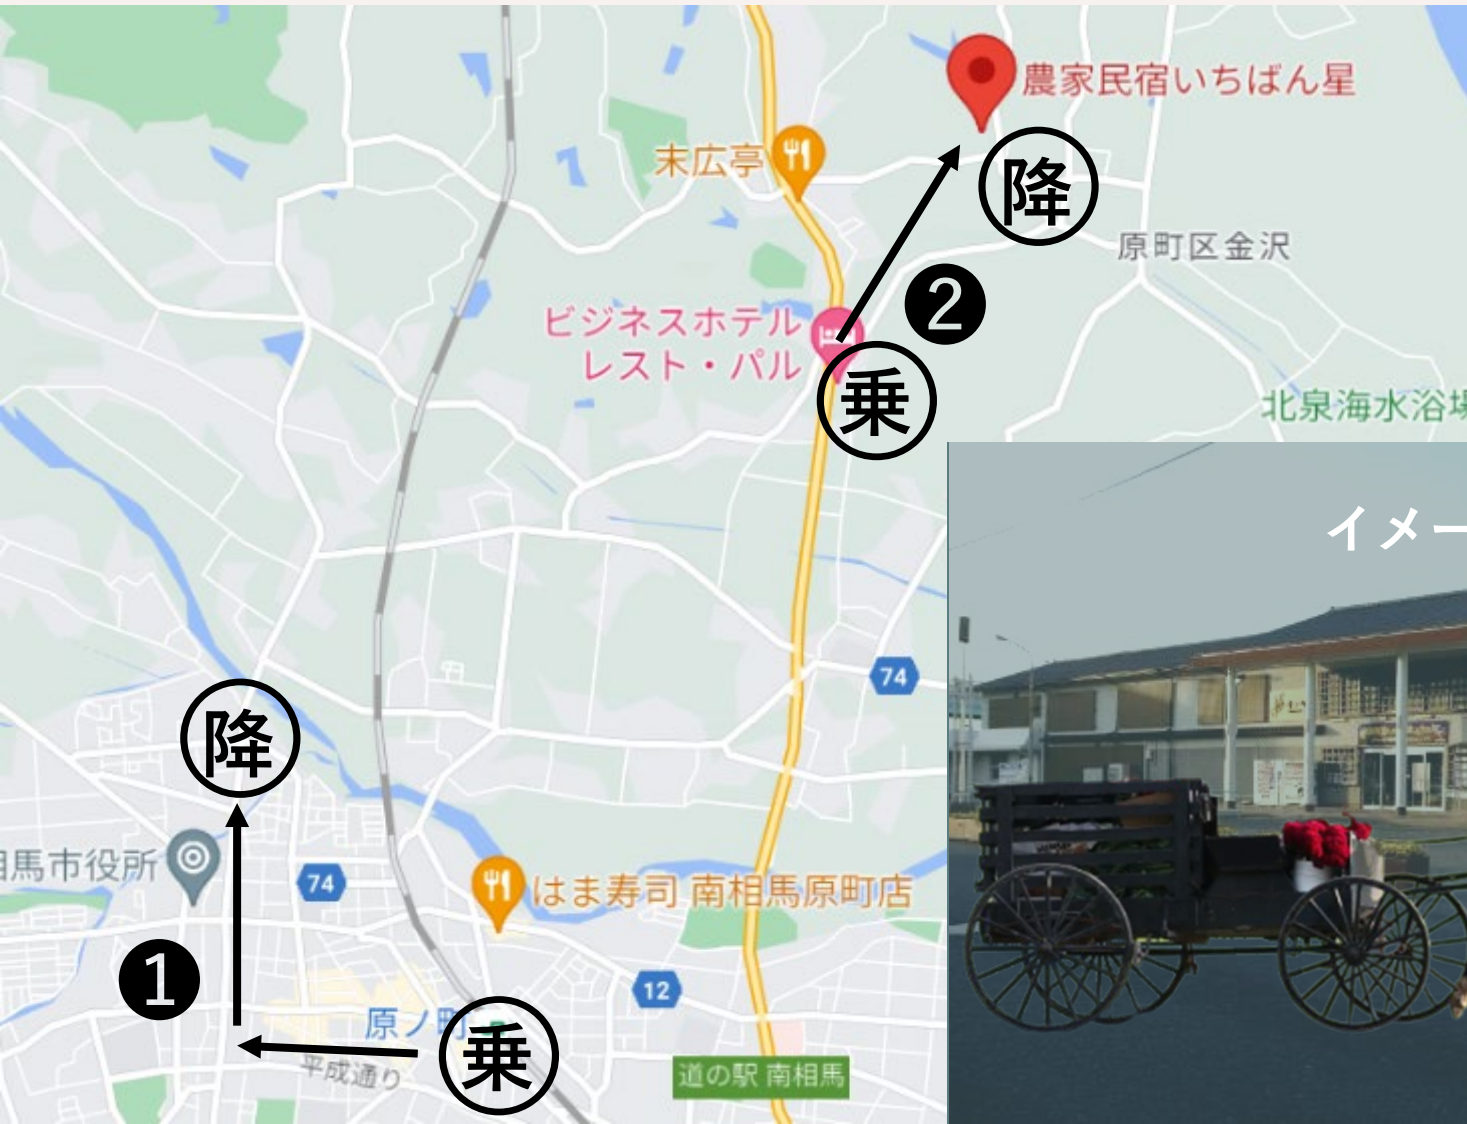 農家民宿いちばん星
末広亭
降
原町区金沢
❷
ビジネスホテル
レスト・パル
乗
北泉海水浴場
イメー
74
降
相馬市役所
74
はま寿司 南相馬原町店
❶
12
原ノ町
乗
平成通り
道の駅 南相馬